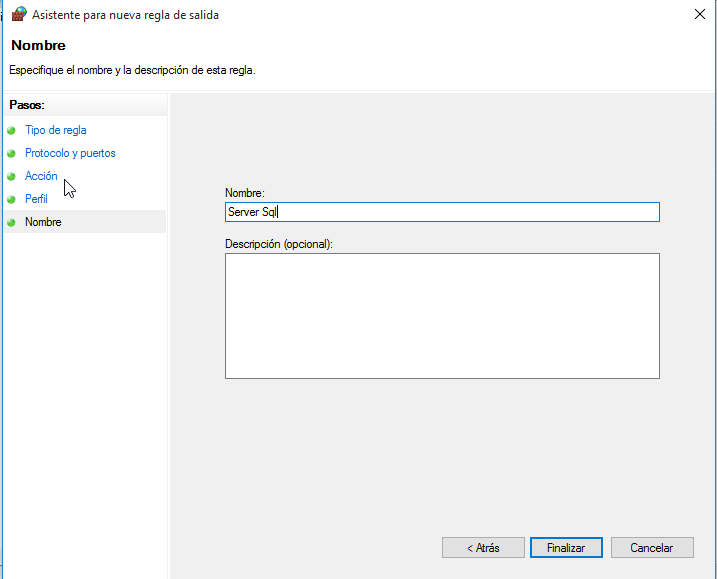 Asistente para nueva regla de salida
Nombre
Especifique el nombre y la descripción de esta regla.
Pasos:
Tipo de regla
Protocolo y puertos
Acción
Perfil
Nombre
Nombre:
Server Sql
Descripción (opcional):
< Atrás
Finalizar
Cancelar